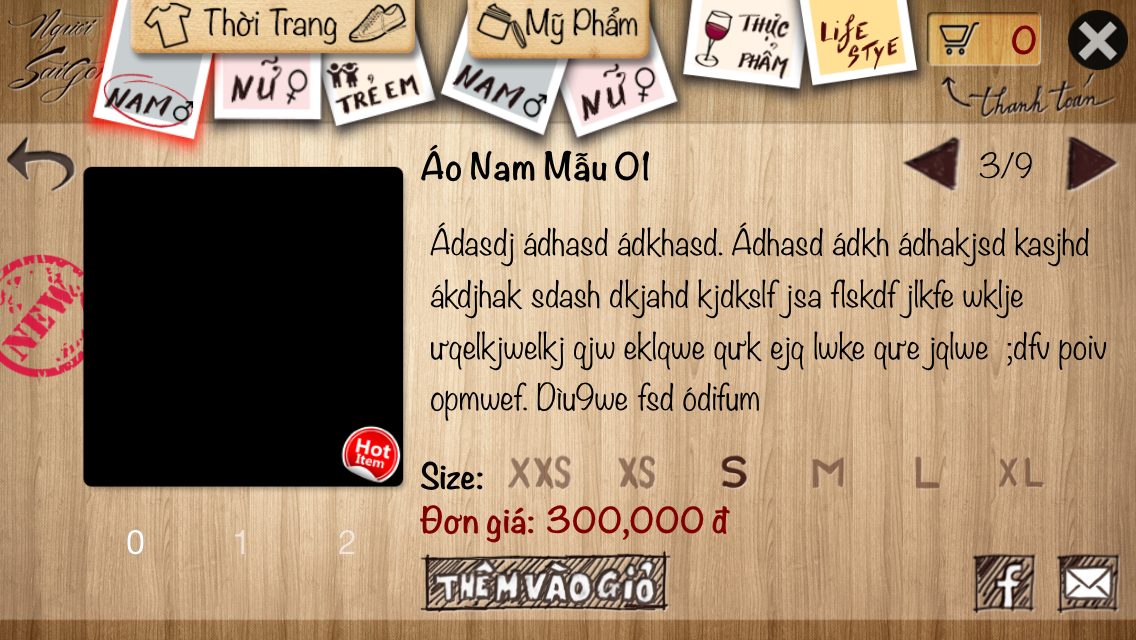 Người
SaiGon
Thời Trang
NAM
NỮ
TRẺ EM
Mỹ Phẩm
NAM
NỮ
THỰC
PHẨM
LiFE
STYE
0
thanh toán
Áo Nam Mẫu 01
3/9
Ádasdj ádhasd ádkhasd. Ádhasd ádkh ádhakjsd kasjhd
ákdjhak sdash dkjahd kjdkslf jsa flskdf jlkfe wklje
ưqelkjwelkj qjw eklqwe qưk ejq lwke qưe jqlwe ;dfv poiv
opmwef. Dìu9we fsd ódifum
NEW
Hot
Item
Size: XXS XS S M L XL
Đơn giá: 300,000 đ
0 1 2
THÊM VÀO GIỎ
f